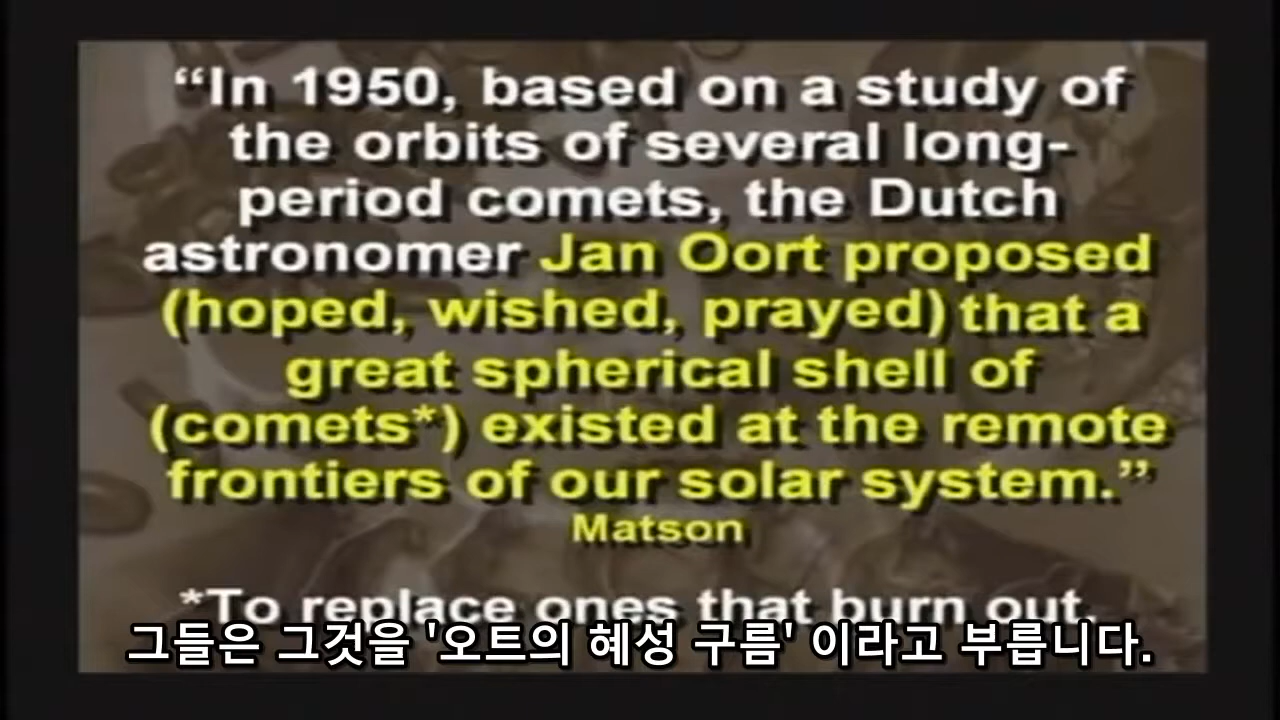 “In 1950, based on a study of
the orbits of several long-
period comets, the Dutch
astronomer Jan Oort proposed
(hoped, wished, prayed) that a
great spherical shell of
(comets*) existed at the remote
frontiers of our solar system.”
Matson
*To replace ones that burn out.
그들은 그것을 '오트의 혜성 구름' 이라고 부릅니다.